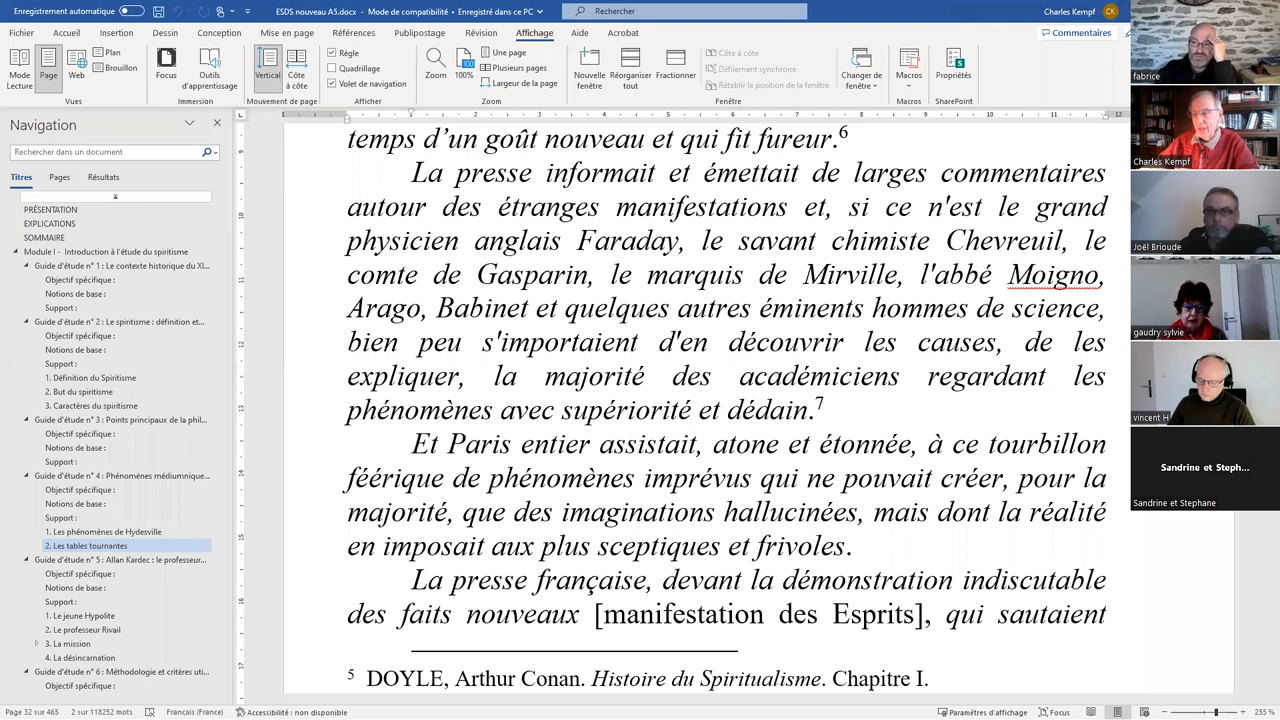 Enregistrement automatique
ESDS nouveau A5.docx - Mode de compatibilité • Enregistré dans ce PC
Rechercher
Charles Kempf
CK
Fichier Accueil Insertion Dessin Conception Mise en page Références Publipostage Révision Affichage Aide Acrobat
Commentaires
Mode Lecture
Page
Web
Plan
Brouillon
Vues
Focus
Outils d'apprentissage
Immersion
Vertical
Côte à côte
Mouvement de page
Règle
Quadrillage
Volet de navigation
Afficher
Zoom
100%
Une page
Plusieurs pages
Largeur de la page
Zoom
Nouvelle fenêtre
Réorganiser tout
Fractionner
Côte à côte
Défilement synchrone
Rétablir la position de la fenêtre
Changer de fenêtre
Fenêtre
Macros
Macros
Propriétés
SharePoint
Navigation
Rechercher dans un document
Titres Pages Résultats
PRÉSENTATION
EXPLICATIONS
SOMMAIRE
Module I - Introduction à l'étude du spiritisme
Guide d'étude n° 1 : Le contexte historique du XI...
Objectif spécifique :
Notions de base :
Support :
Guide d'étude n° 2 : Le spiritisme : définition et...
Objectif spécifique :
Notions de base :
Support :
1. Définition du Spiritisme
2. But du spiritisme
3. Caractères du spiritisme
Guide d'étude n° 3 : Points principaux de la phil...
Objectif spécifique :
Notions de base :
Support :
Guide d'étude n° 4 : Phénomènes médiumnique...
Objectif spécifique :
Notions de base :
Support :
1. Les phénomènes de Hydesville
2. Les tables tournantes
Guide d'étude n° 5 : Allan Kardec : le professeur...
Objectif spécifique :
Notions de base :
Support :
1. Le jeune Hypolite
2. Le professeur Rivail
3. La mission
4. La désincarnation
Guide d'étude n° 6 : Méthodologie et critères uti...
Objectif spécifique :
temps d’un goût nouveau et qui fit fureur.6
La presse informait et émettait de larges commentaires
autour des étranges manifestations et, si ce n'est le grand
physicien anglais Faraday, le savant chimiste Chevreuil, le
comte de Gasparin, le marquis de Mirville, l'abbé Moigno,
Arago, Babinet et quelques autres éminents hommes de science,
bien peu s'importaient d'en découvrir les causes, de les
expliquer, la majorité des académiciens regardant les
phénomènes avec supériorité et dédain.7
Et Paris entier assistait, atone et étonnée, à ce tourbillon
féérique de phénomènes imprévus qui ne pouvait créer, pour la
majorité, que des imaginations hallucinées, mais dont la réalité
en imposait aux plus sceptiques et frivoles.
La presse française, devant la démonstration indiscutable
des faits nouveaux [manifestation des Esprits], qui sautaient
5 DOYLE, Arthur Conan. Histoire du Spiritualisme. Chapitre I.
fabrice
Charles Kempf
Joël Brioude
gaudry sylvie
vincent H
Sandrine et Steph...
Sandrine et Stephane
Page 32 sur 465 2 sur 118252 mots Français (France) Accessibilité : non disponible
Paramètres d'affichage Focus 255 %